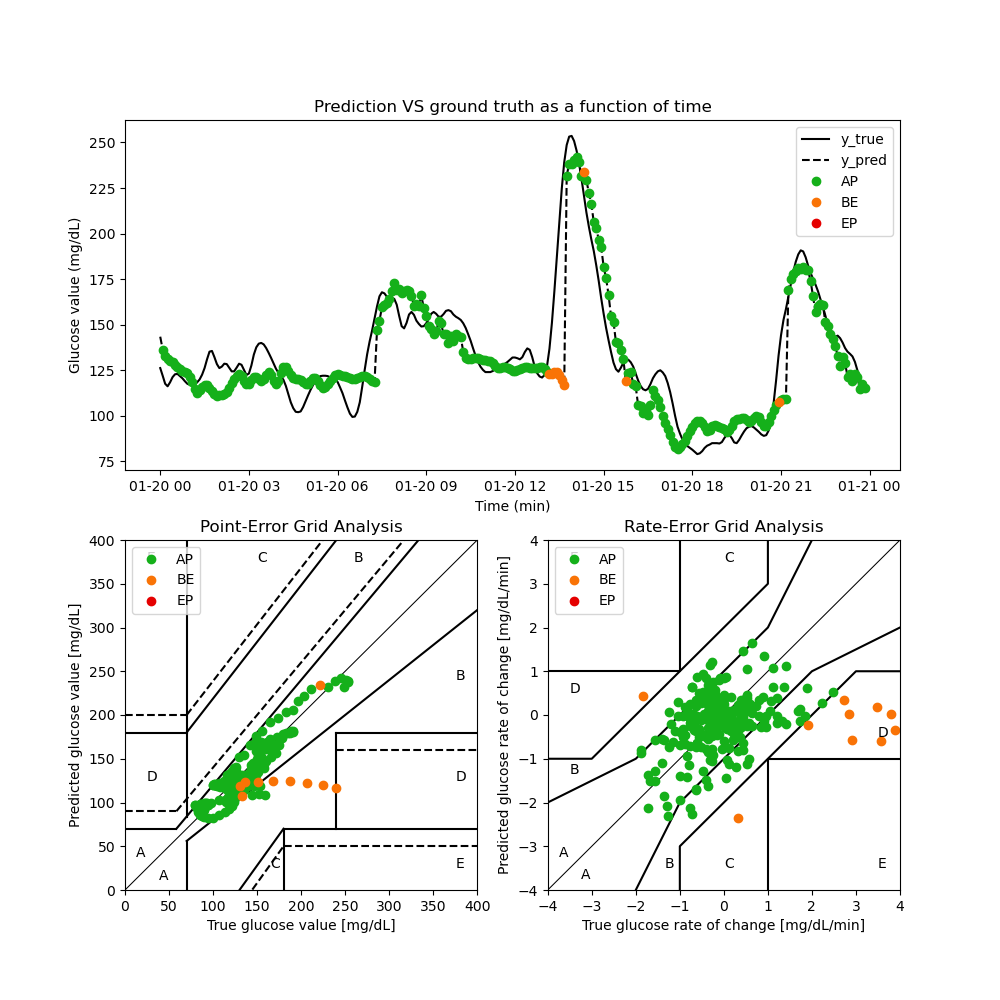 Prediction VS ground truth as a function of time
Glucose value (mg/dL)
250
225
200
175
150
125
100
75
y_true
y_pred
AP
BE
EP
01-20 00 01-20 03 01-20 06 01-20 09 01-20 12 01-20 15 01-20 18 01-20 21 01-21 00
Time (min)
Point-Error Grid Analysis
Predicted glucose value [mg/dL]
400
350
300
250
200
150
100
50
0
AP
BE
EP
C
B
B
D
D
A
A
C
E
0 50 100 150 200 250 300 350 400
True glucose value [mg/dL]
Rate-Error Grid Analysis
Predicted glucose rate of change [mg/dL/min]
4
3
2
1
0
−1
−2
−3
−4
AP
BE
EP
C
D
D
B
A
A
B
C
E
−4 −3 −2 −1 0 1 2 3 4
True glucose rate of change [mg/dL/min]